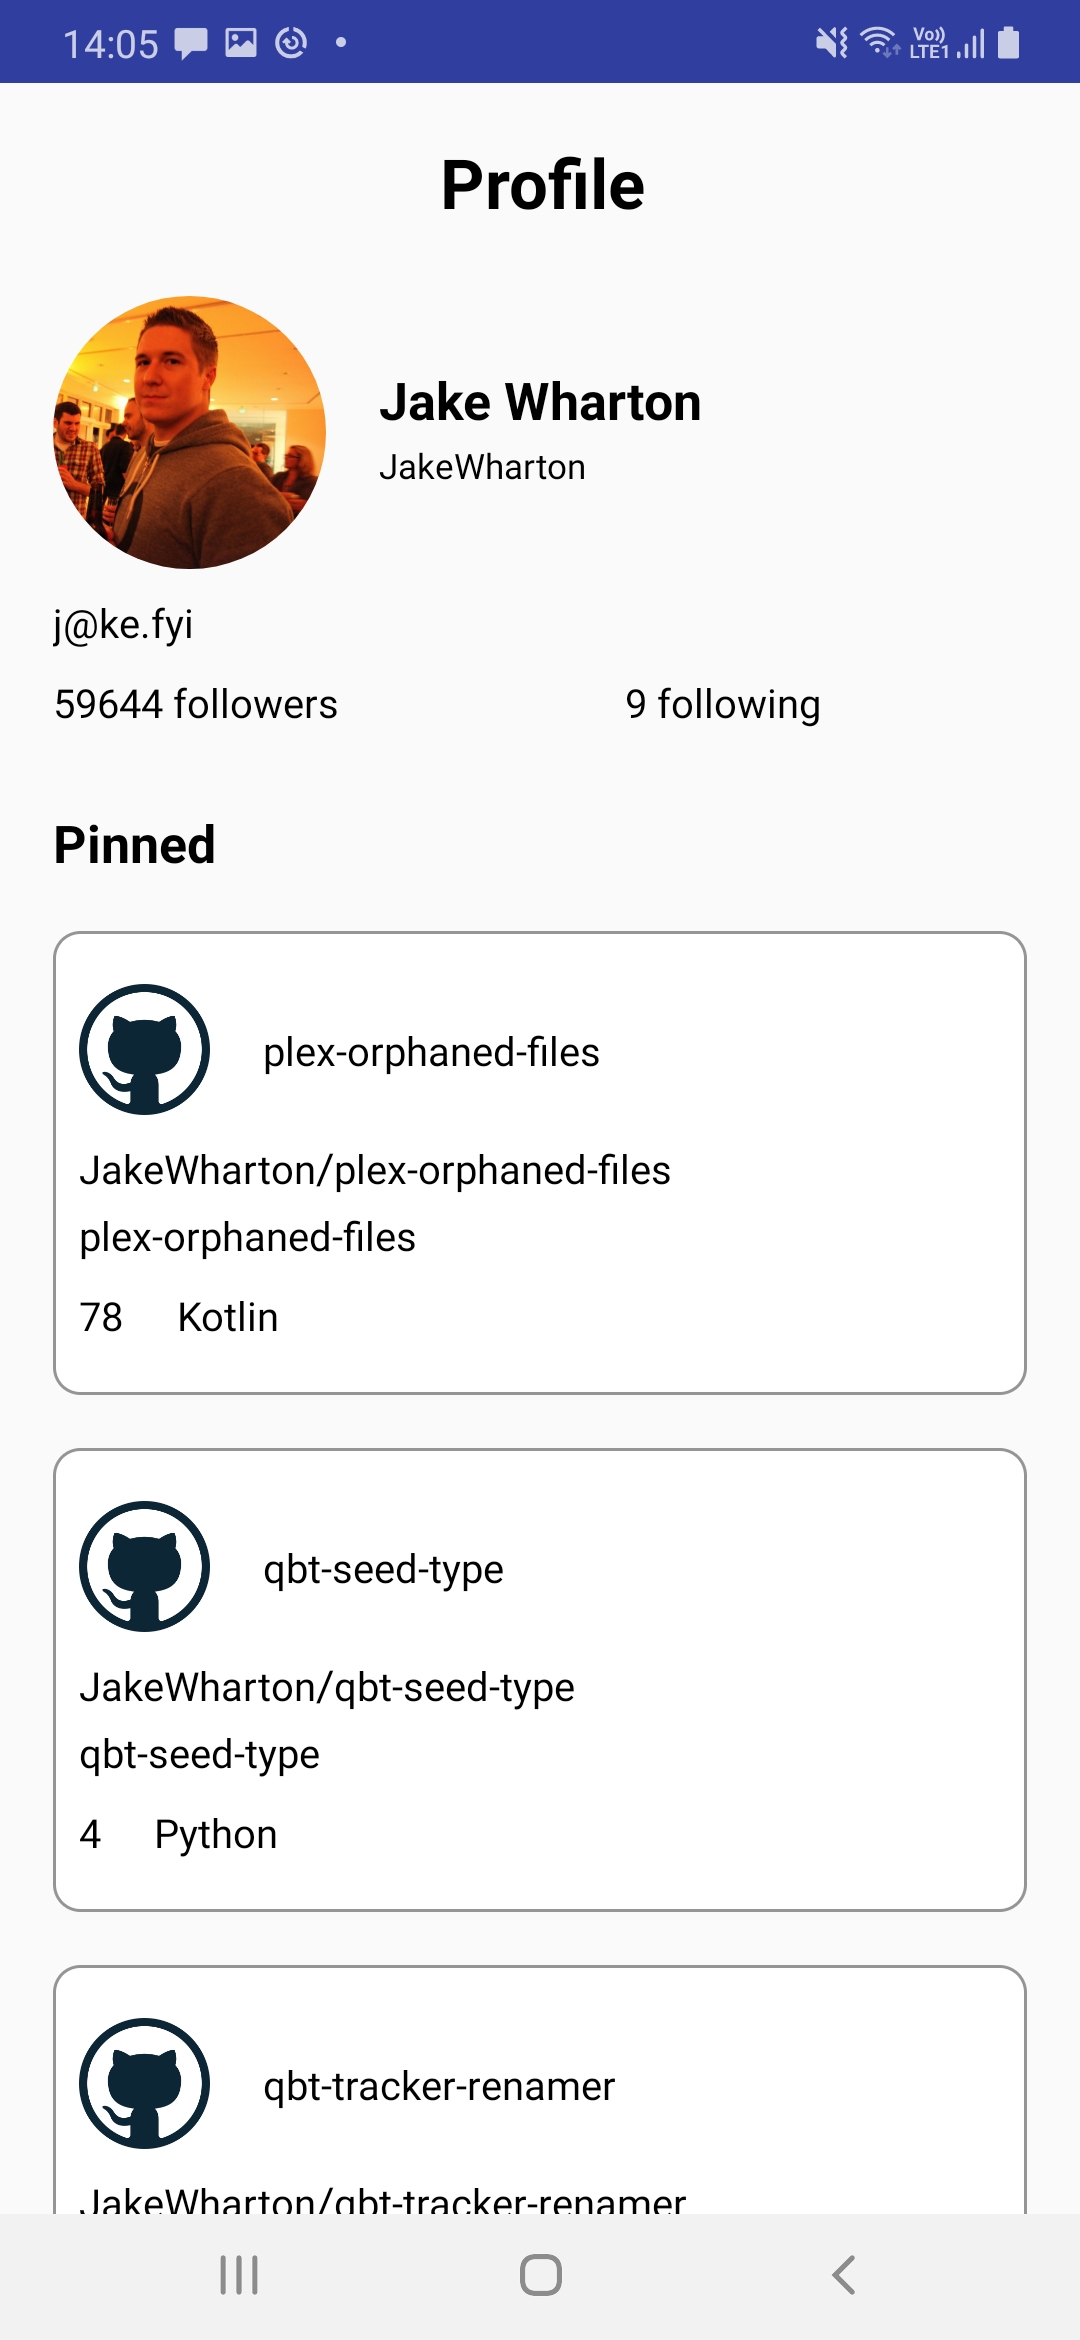 14:05
Vo))
LTE1
Profile
Jake Wharton
JakeWharton
j@ke.fyi
59644 followers 9 following
Pinned
plex-orphaned-files
JakeWharton/plex-orphaned-files
plex-orphaned-files
78 Kotlin
qbt-seed-type
JakeWharton/qbt-seed-type
qbt-seed-type
4 Python
qbt-tracker-renamer
JakeWharton/qbt-tracker-renamer